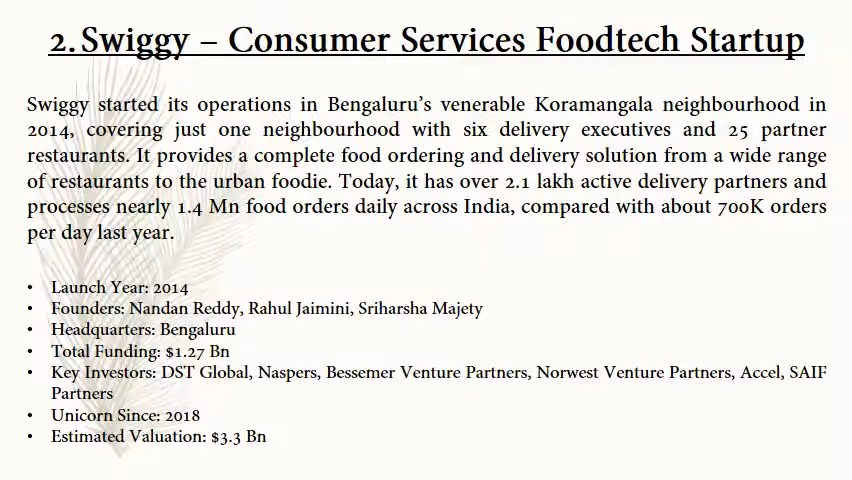 2. Swiggy – Consumer Services Foodtech Startup
Swiggy started its operations in Bengaluru’s venerable Koramangala neighbourhood in
2014, covering just one neighbourhood with six delivery executives and 25 partner
restaurants. It provides a complete food ordering and delivery solution from a wide range
of restaurants to the urban foodie. Today, it has over 2.1 lakh active delivery partners and
processes nearly 1.4 Mn food orders daily across India, compared with about 700K orders
per day last year.
• Launch Year: 2014
• Founders: Nandan Reddy, Rahul Jaimini, Sriharsha Majety
• Headquarters: Bengaluru
• Total Funding: $1.27 Bn
• Key Investors: DST Global, Naspers, Bessemer Venture Partners, Norwest Venture Partners, Accel, SAIF
Partners
• Unicorn Since: 2018
• Estimated Valuation: $3.3 Bn